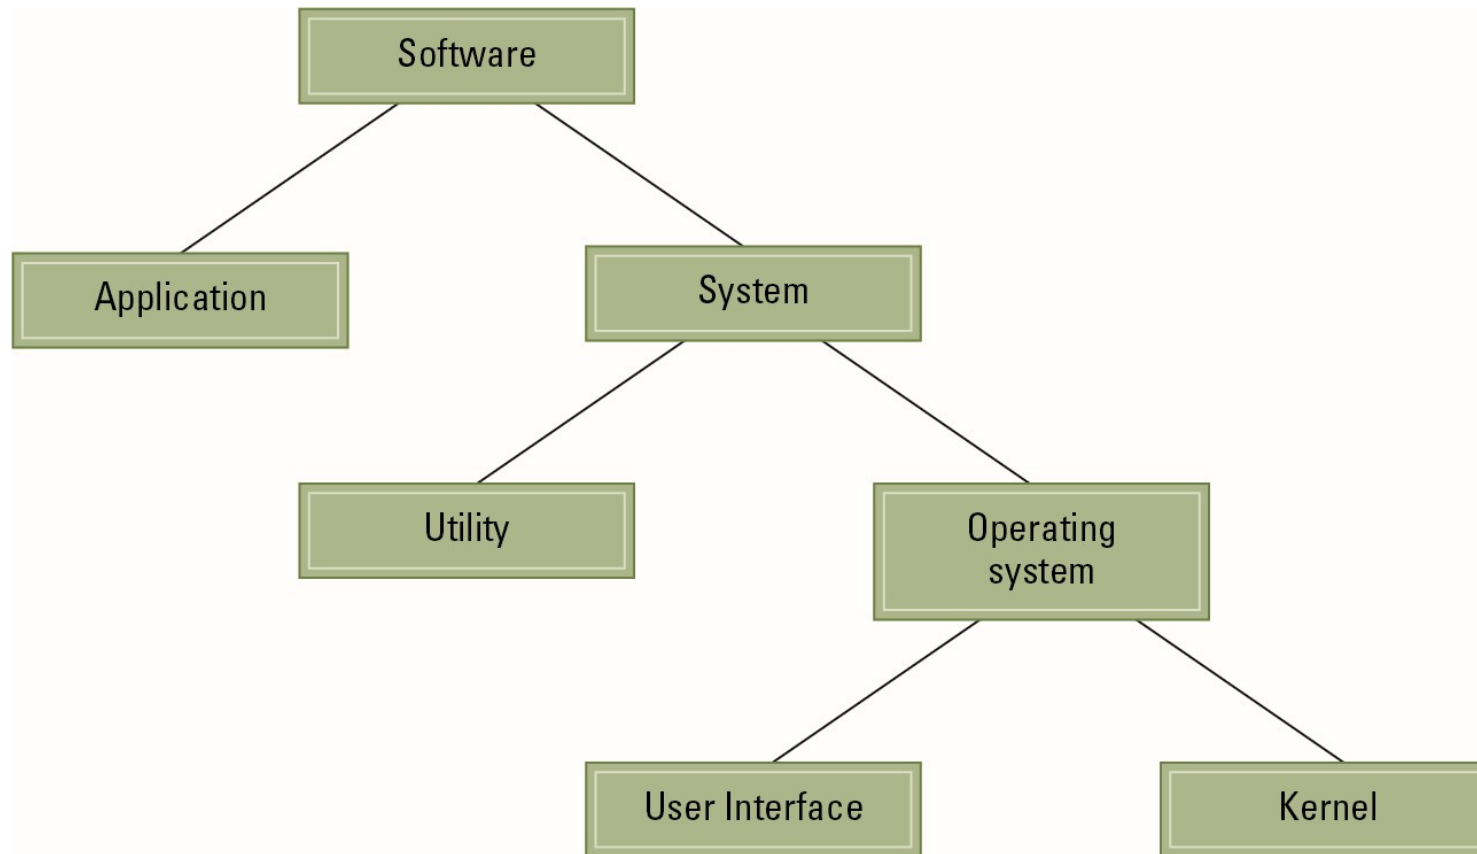 Software
Application
System
Utility
Operating
system
User Interface
Kernel